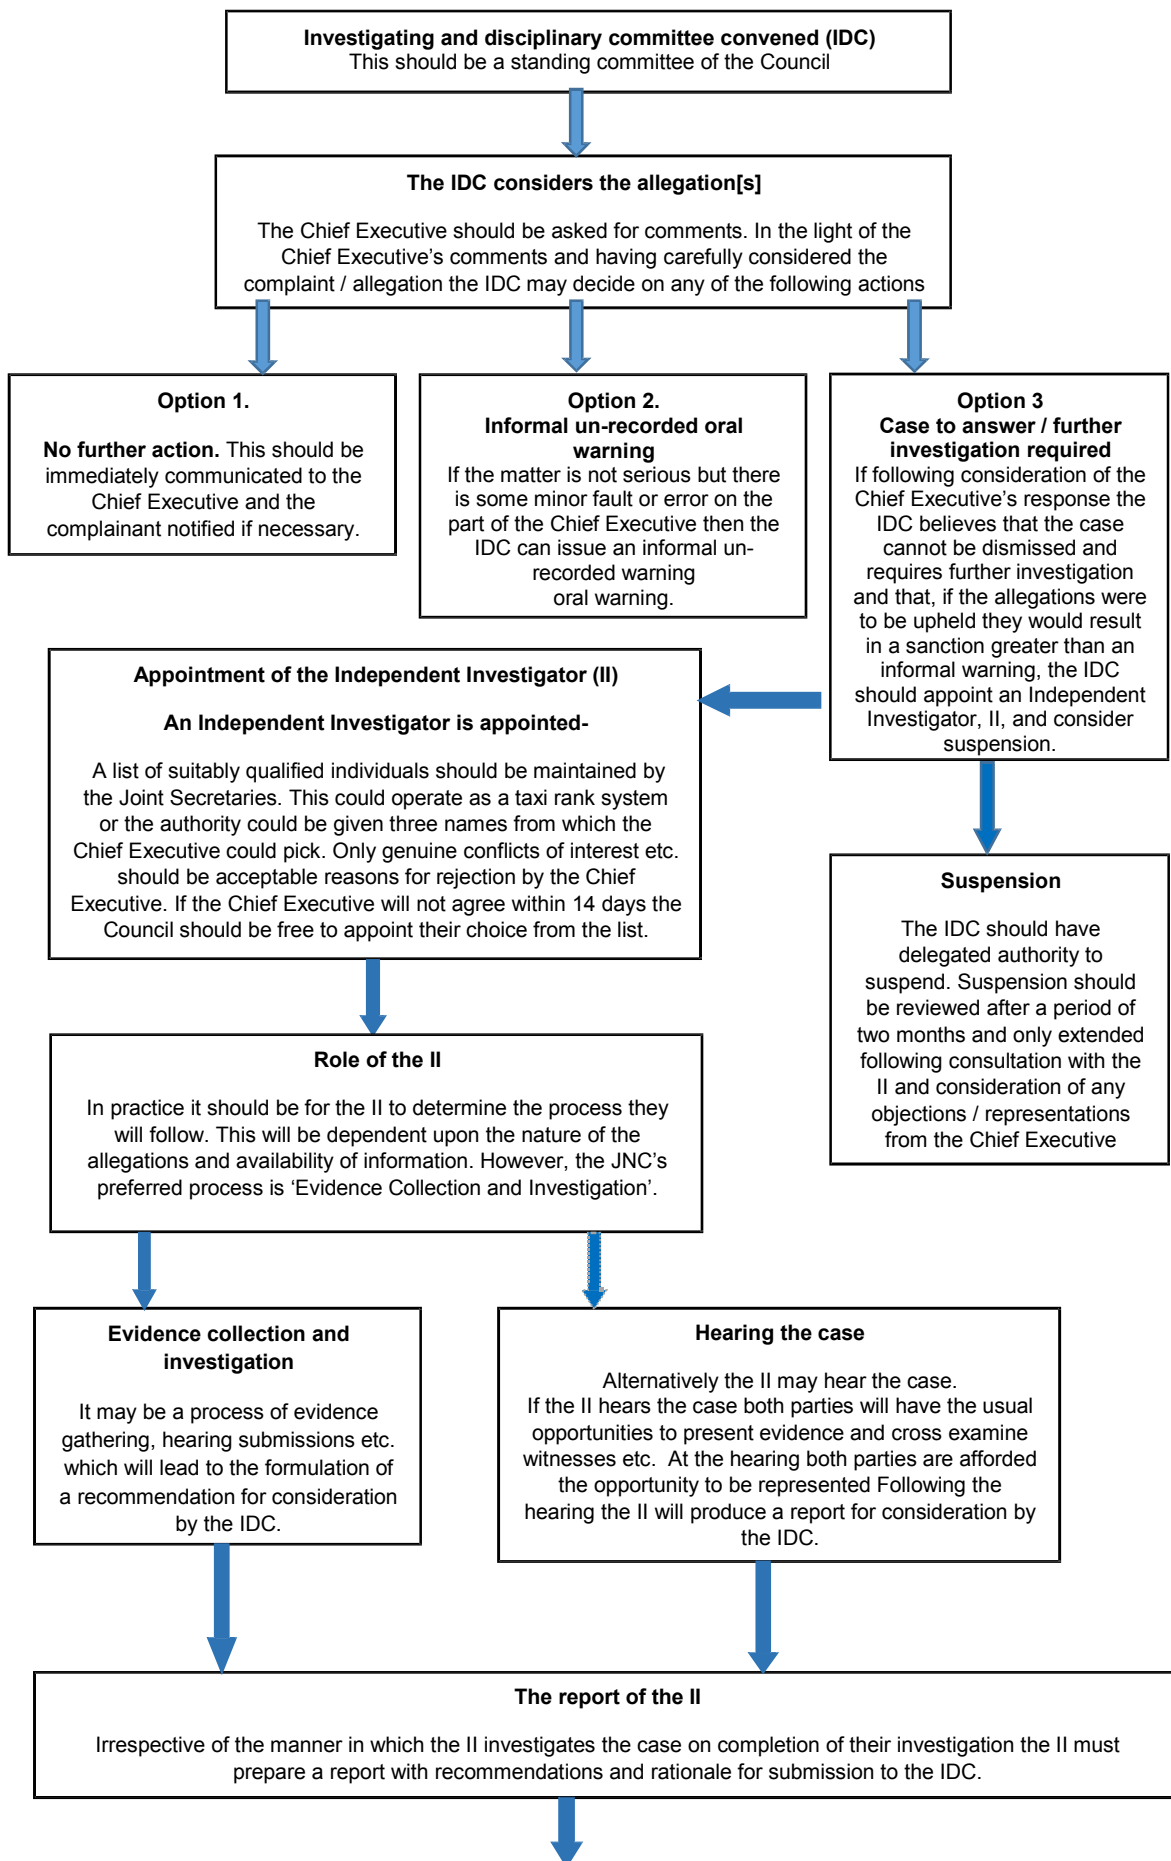 Investigating and disciplinary committee convened (IDC)
This should be a standing committee of the Council
The IDC considers the allegation[s]
The Chief Executive should be asked for comments. In the light of the
Chief Executive’s comments and having carefully considered the
complaint / allegation the IDC may decide on any of the following actions
Option 1.
No further action. This should be
immediately communicated to the
Chief Executive and the
complainant notified if necessary.
Option 2.
Informal un-recorded oral
warning
If the matter is not serious but there
is some minor fault or error on the
part of the Chief Executive then the
IDC can issue an informal un-
recorded warning
oral warning.
Option 3
Case to answer / further
investigation required
If following consideration of the
Chief Executive’s response the
IDC believes that the case
cannot be dismissed and
requires further investigation
and that, if the allegations were
to be upheld they would result
in a sanction greater than an
informal warning, the IDC
should appoint an Independent
Investigator, II, and consider
suspension.
Appointment of the Independent Investigator (II)
An Independent Investigator is appointed-
A list of suitably qualified individuals should be maintained by
the Joint Secretaries. This could operate as a taxi rank system
or the authority could be given three names from which the
Chief Executive could pick. Only genuine conflicts of interest etc.
should be acceptable reasons for rejection by the Chief
Executive. If the Chief Executive will not agree within 14 days the
Council should be free to appoint their choice from the list.
Suspension
The IDC should have
delegated authority to
suspend. Suspension should
be reviewed after a period of
two months and only extended
following consultation with the
II and consideration of any
objections / representations
from the Chief Executive
Role of the II
In practice it should be for the II to determine the process they
will follow. This will be dependent upon the nature of the
allegations and availability of information. However, the JNC’s
preferred process is ‘Evidence Collection and Investigation’.
Evidence collection and
investigation
It may be a process of evidence
gathering, hearing submissions etc.
which will lead to the formulation of
a recommendation for consideration
by the IDC.
Hearing the case
Alternatively the II may hear the case.
If the II hears the case both parties will have the usual
opportunities to present evidence and cross examine
witnesses etc.  At the hearing both parties are afforded
the opportunity to be represented Following the
hearing the II will produce a report for consideration by
the IDC.
The report of the II
Irrespective of the manner in which the II investigates the case on completion of their investigation the II must
prepare a report with recommendations and rationale for submission to the IDC.